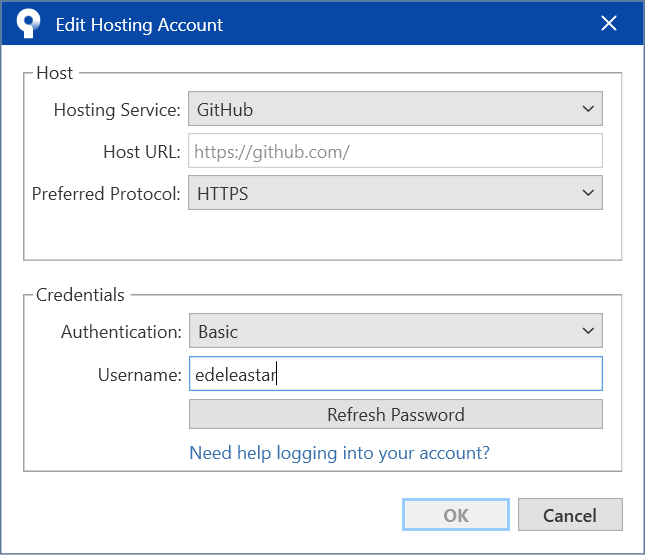 Edit Hosting Account
Host
Hosting Service: GitHub
Host URL: https://github.com/
Preferred Protocol: HTTPS
Credentials
Authentication: Basic
Username: edeleastar
Refresh Password
Need help logging into your account?
OK Cancel